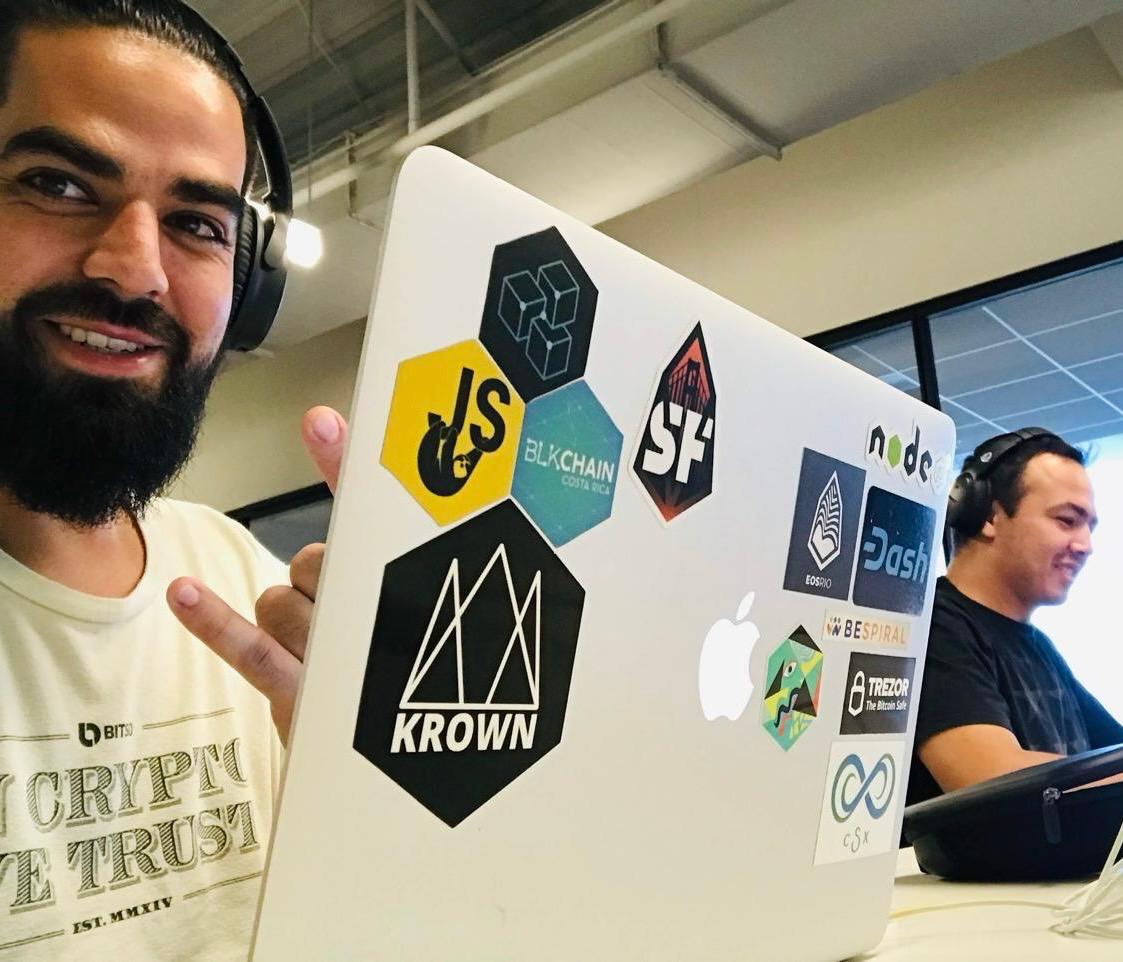 JS
BLKCHAIN
COSTA RICA
SF
KROWN
node
EOSRIO
Dash
BESPIRAL
TREZOR
The Bitcoin Safe
CSX
BITSO
CRYPTO
WE TRUST
EST. MMXIV